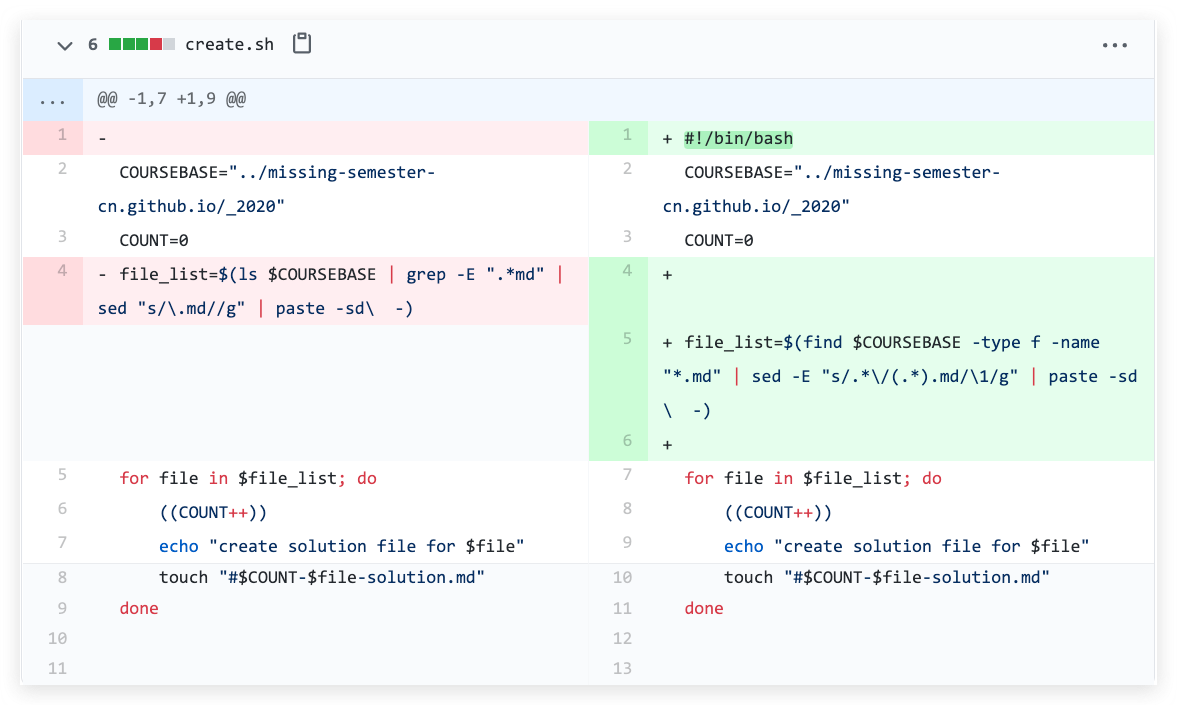 6 create.sh
... @@ -1,7 +1,9 @@
1 -
2 COURSEBASE="../missing-semester-
cn.github.io/_2020"
3 COUNT=0
4 - file_list=$(ls $COURSEBASE | grep -E ".*md" |
sed "s/\.md//g" | paste -sd\  -)
5 for file in $file_list; do
6 ((COUNT++))
7 echo "create solution file for $file"
8 touch "#$COUNT-$file-solution.md"
9 done
10
11
1 + #!/bin/bash
2 COURSEBASE="../missing-semester-
cn.github.io/_2020"
3 COUNT=0
4 +
5 + file_list=$(find $COURSEBASE -type f -name
"*.md" | sed -E "s/.*\/(.*).md/\1/g" | paste -sd
\  -)
6 +
7 for file in $file_list; do
8 ((COUNT++))
9 echo "create solution file for $file"
10 touch "#$COUNT-$file-solution.md"
11 done
12
13